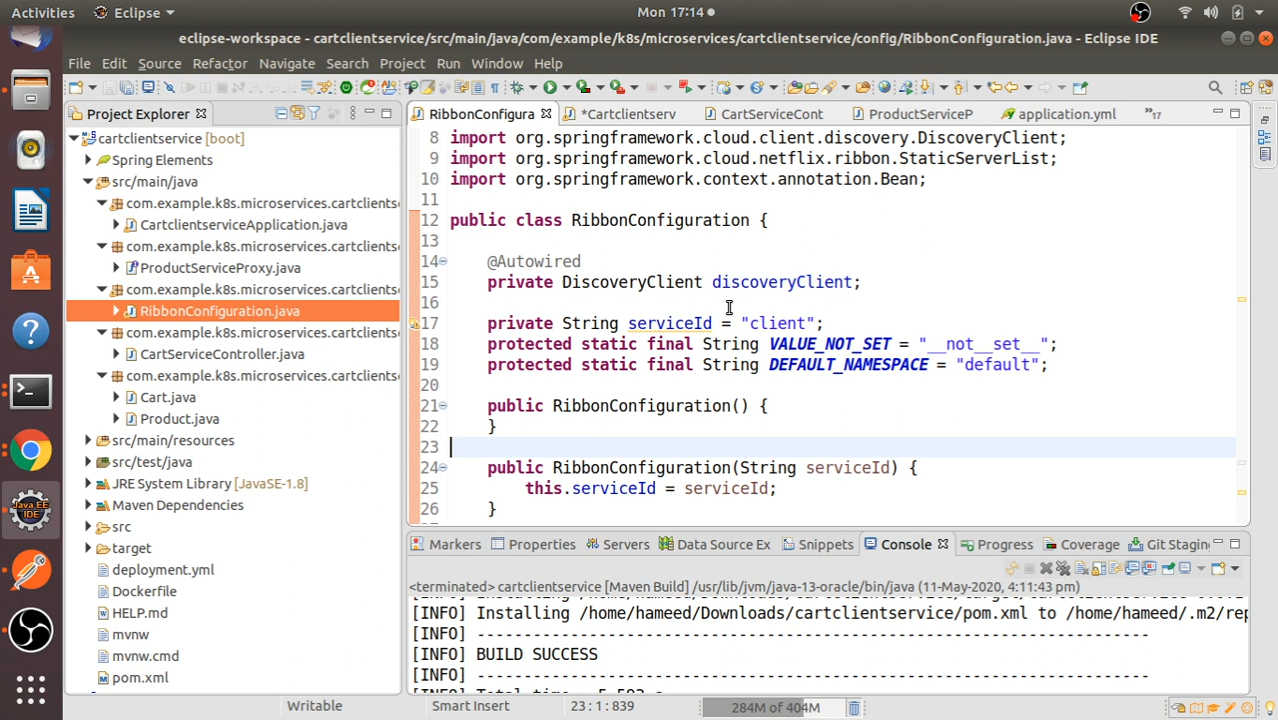 Activities Eclipse Mon 17:14
eclipse-workspace - cartclientservice/src/main/java/com/example/k8s/microservices/cartclientservice/config/RibbonConfiguration.java - Eclipse IDE
File Edit Source Refactor Navigate Search Project Run Window Help
Project Explorer
RibbonConfigura *Cartclientserv CartServiceCont ProductServiceP application.yml »17
cartclientservice [boot]
Spring Elements
src/main/java
com.example.k8s.microservices.cartclients
CartclientserviceApplication.java
com.example.k8s.microservices.cartclients
ProductServiceProxy.java
com.example.k8s.microservices.cartclients
RibbonConfiguration.java
com.example.k8s.microservices.cartclients
CartServiceController.java
com.example.k8s.microservices.cartclients
Cart.java
Product.java
src/main/resources
src/test/java
JRE System Library [JavaSE-1.8]
Maven Dependencies
src
target
deployment.yml
Dockerfile
HELP.md
mvnw
mvnw.cmd
pom.xml
8 import org.springframework.cloud.client.discovery.DiscoveryClient;
9 import org.springframework.cloud.netflix.ribbon.StaticServerList;
10 import org.springframework.context.annotation.Bean;
11
12 public class RibbonConfiguration {
13
14 @Autowired
15 private DiscoveryClient discoveryClient;
16
17 private String serviceId = "client";
18 protected static final String VALUE_NOT_SET = "__not__set__";
19 protected static final String DEFAULT_NAMESPACE = "default";
20
21 public RibbonConfiguration() {
22 }
23
24 public RibbonConfiguration(String serviceId) {
25 this.serviceId = serviceId;
26 }
Markers Properties Servers Data Source Ex Snippets Console Progress Coverage Git Staging
<terminated> cartclientservice [Maven Build] /usr/lib/jvm/java-13-oracle/bin/java (11-May-2020, 4:11:43 pm)
[INFO] Installing /home/hameed/Downloads/cartclientservice/pom.xml to /home/hameed/.m2/rep
[INFO] ------------------------------------------------------------------------
[INFO] BUILD SUCCESS
[INFO] ------------------------------------------------------------------------
Writable Smart Insert 23 : 1 : 839 284M of 404M
Java EE
IDE